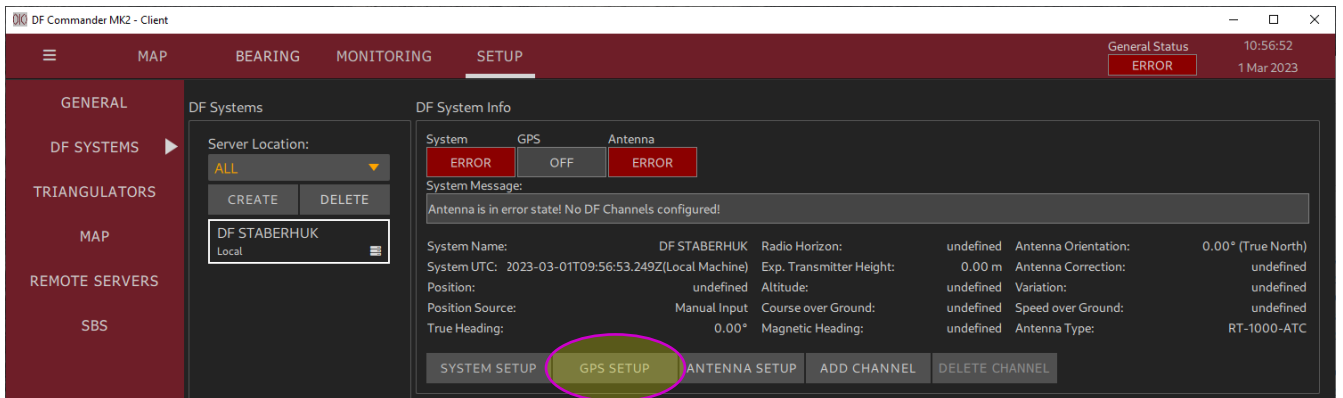 DF Commander MK2 - Client
MAP BEARING MONITORING SETUP
General Status
ERROR
10:56:52
1 Mar 2023
GENERAL
DF SYSTEMS
TRIANGULATORS
MAP
REMOTE SERVERS
SBS
DF Systems
Server Location:
ALL
CREATE DELETE
DF STABERHUK
Local
DF System Info
System GPS Antenna
ERROR OFF ERROR
System Message:
Antenna is in error state! No DF Channels configured!
System Name: DF STABERHUK Radio Horizon: undefined Antenna Orientation: 0.00° (True North)
System UTC: 2023-03-01T09:56:53.249Z(Local Machine) Exp. Transmitter Height: 0.00 m Antenna Correction: undefined
Position: undefined Altitude: undefined Variation: undefined
Position Source: Manual Input Course over Ground: undefined Speed over Ground: undefined
True Heading: 0.00° Magnetic Heading: undefined Antenna Type: RT-1000-ATC
SYSTEM SETUP GPS SETUP ANTENNA SETUP ADD CHANNEL DELETE CHANNEL